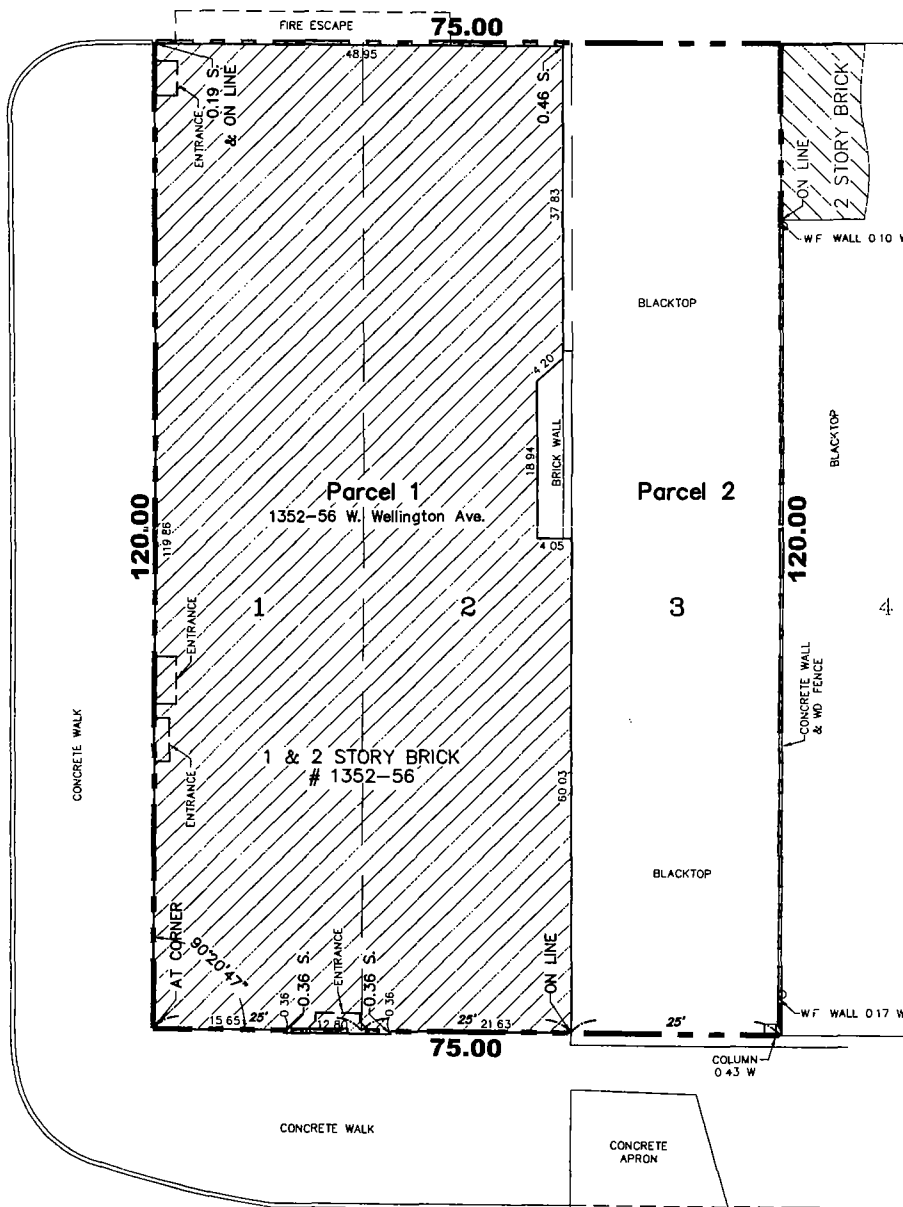 FIRE ESCAPE
75.00
48.95
0.19 S.
& ON LINE
ENTRANCE
0.46 S.
2 STORY BRICK
ON LINE
WF WALL 0.10 W
37.83
BLACKTOP
4.20
BRICK WALL
18.94
4.05
BLACKTOP
Parcel 1
1352-56 W. Wellington Ave.
Parcel 2
120.00
119.86
120.00
1
2
3
4
ENTRANCE
ENTRANCE
CONCRETE WALL
& WD FENCE
CONCRETE WALK
1 & 2 STORY BRICK
# 1352-56
60.03
BLACKTOP
AT CORNER
90°20'47"
0.36
0.36 S.
ENTRANCE
0.36 S.
0.36
ON LINE
WF WALL 0.17 W
15.65
25'
12.60
25'
21.63
25'
75.00
COLUMN
0.43 W
CONCRETE WALK
CONCRETE
APRON